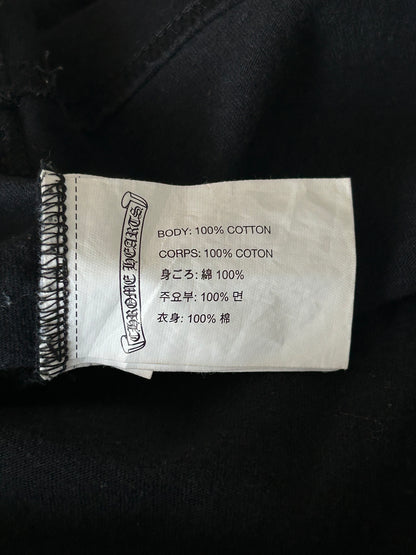 CHROME HEARTS
BODY: 100% COTTON
CORPS: 100% COTON
身ごろ: 綿 100%
주요부: 100% 면
衣身: 100% 棉